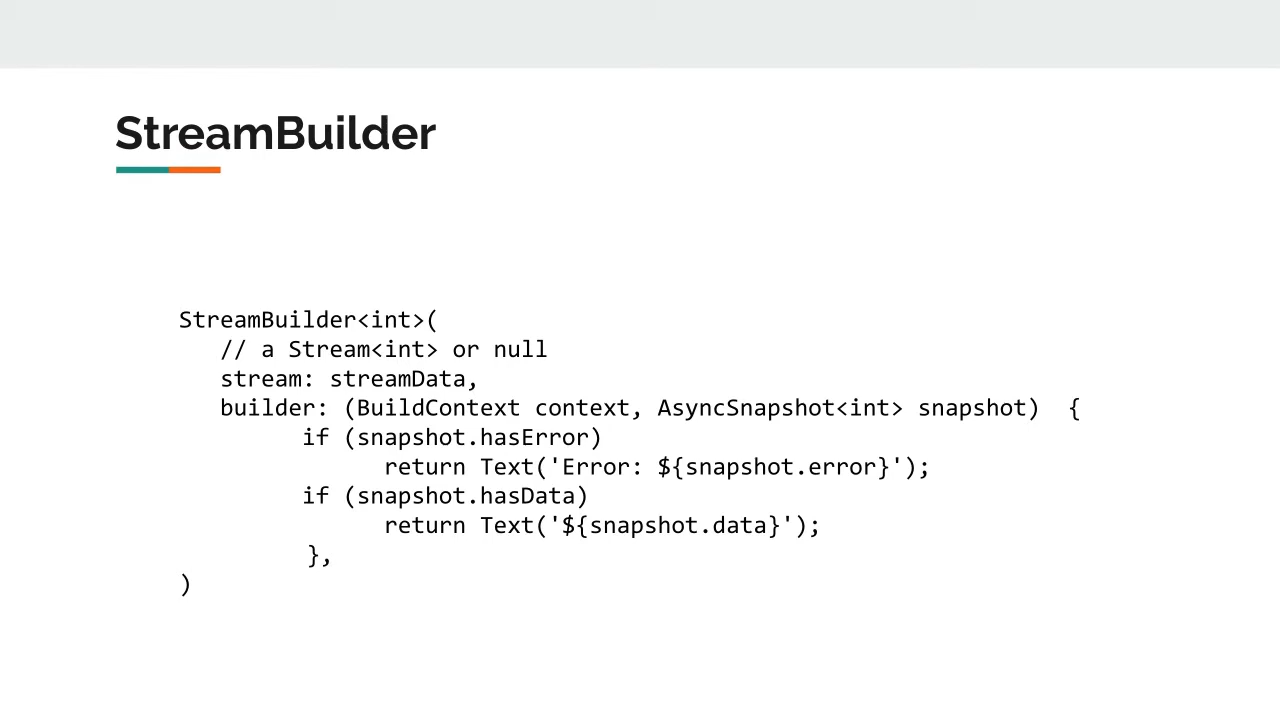 StreamBuilder
StreamBuilder<int>(
// a Stream<int> or null
stream: streamData,
builder: (BuildContext context, AsyncSnapshot<int> snapshot)  {
if (snapshot.hasError)
return Text('Error: ${snapshot.error}');
if (snapshot.hasData)
return Text('${snapshot.data}');
},
)